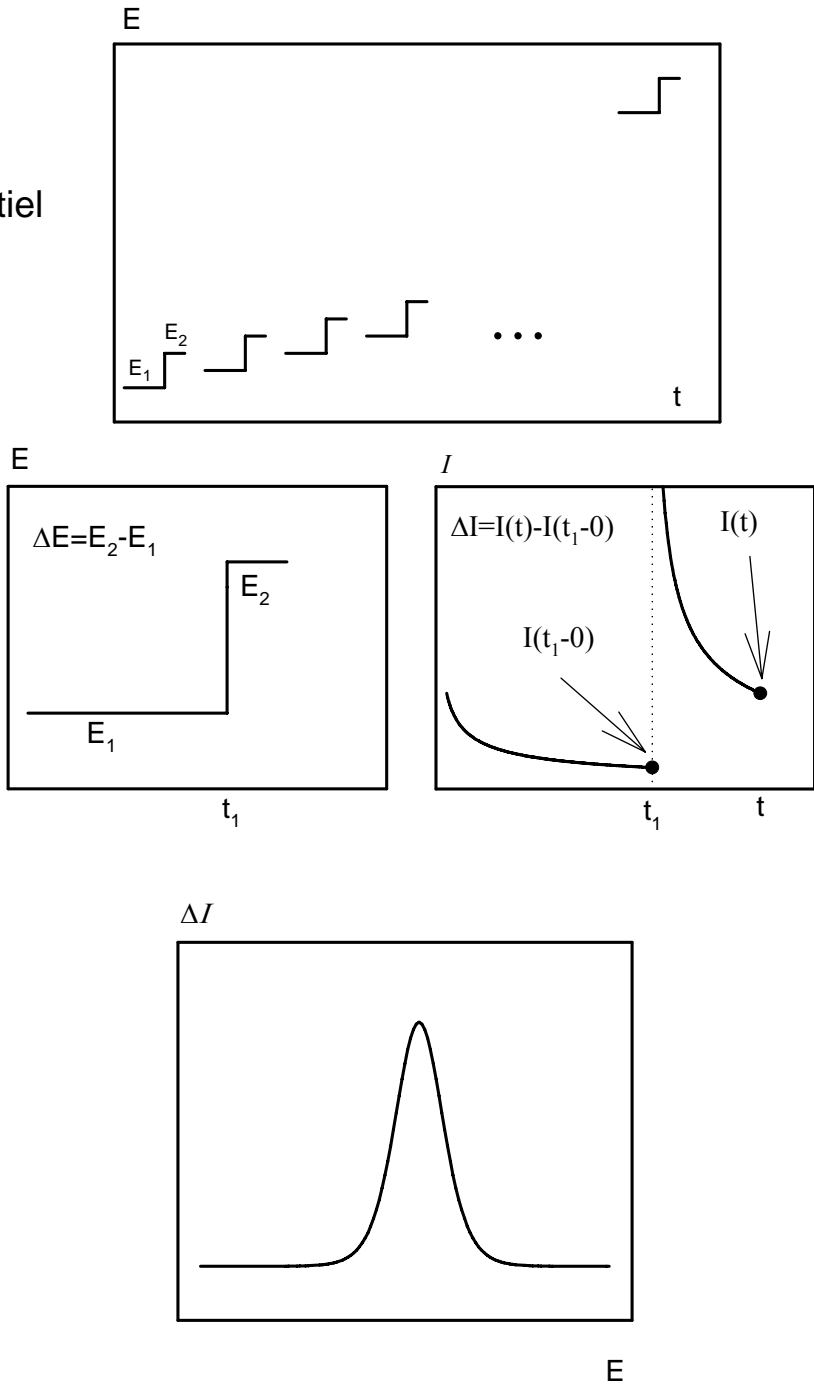 E
tiel
E₂
E₁
• • •
t
E
ΔE=E₂-E₁
E₂
E₁
t₁
I
ΔI=I(t)-I(t₁-0)
I(t)
I(t₁-0)
t₁
t
ΔI
E